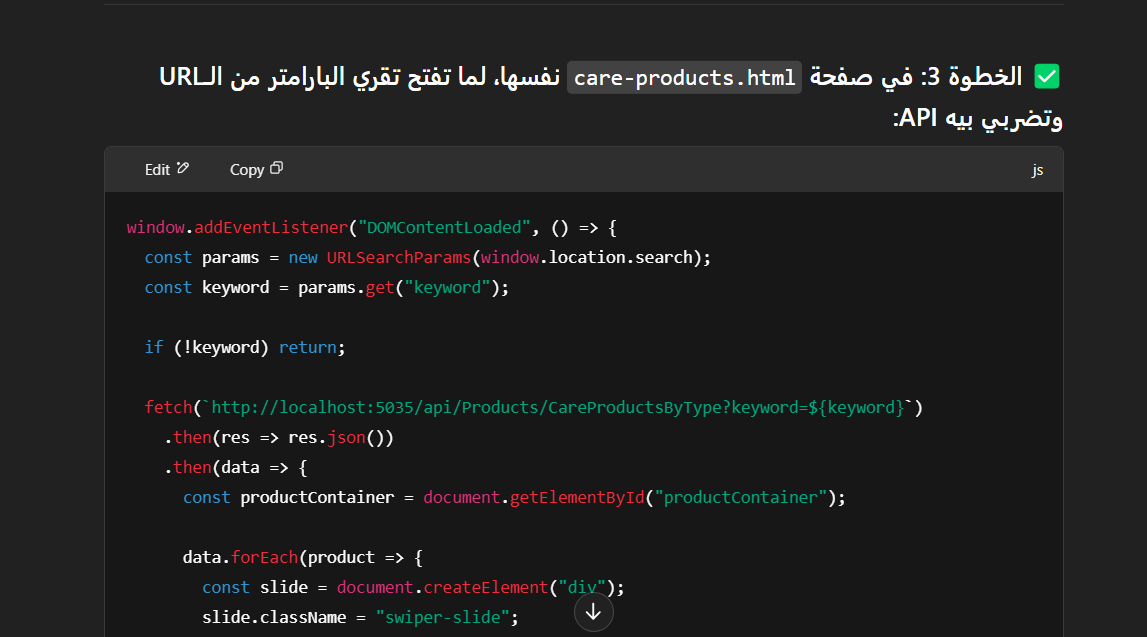 ✅ الخطوة 3: في صفحة care-products.html نفسها، لما تفتح تقري البارامتر من الـURL
وتضربي بيه API:
Edit Copy js
window.addEventListener("DOMContentLoaded", () => {
  const params = new URLSearchParams(window.location.search);
  const keyword = params.get("keyword");
  if (!keyword) return;
  fetch(`http://localhost:5035/api/Products/CareProductsByType?keyword=${keyword}`)
    .then(res => res.json())
    .then(data => {
      const productContainer = document.getElementById("productContainer");
      data.forEach(product => {
        const slide = document.createElement("div");
        slide.className = "swiper-slide";